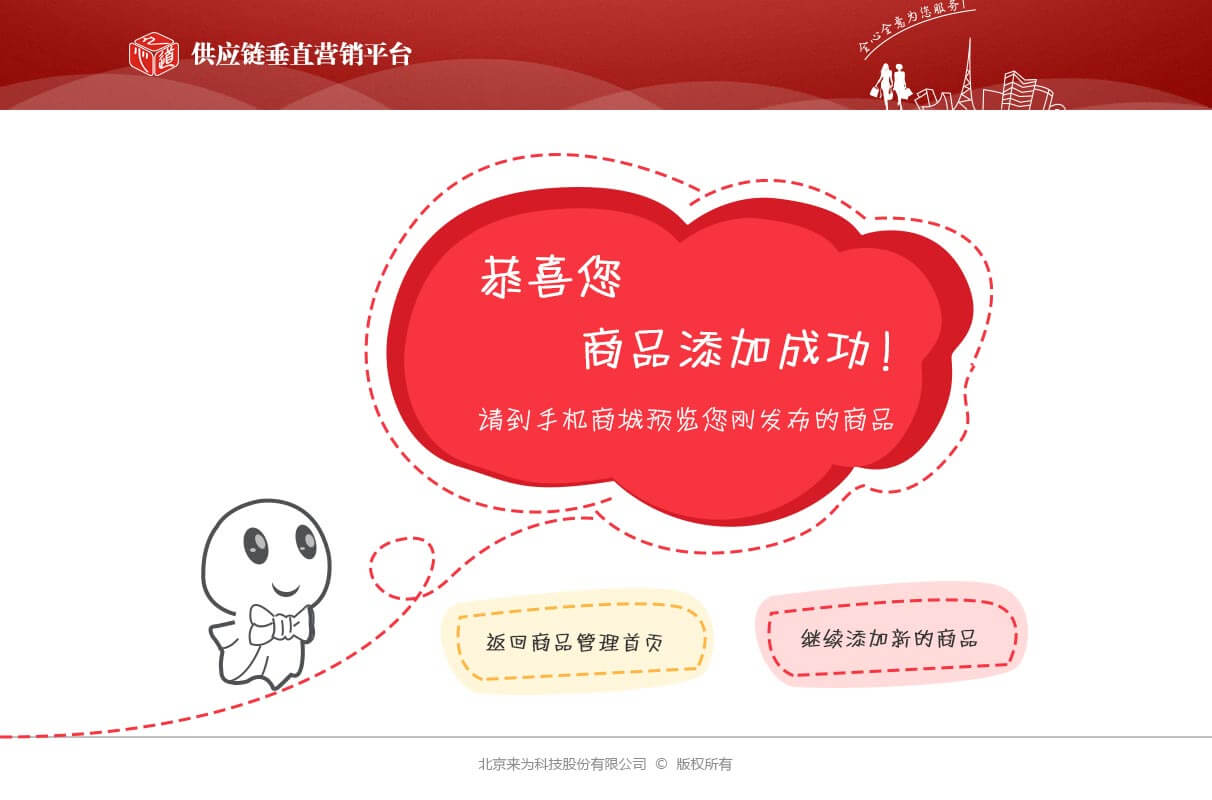 供应链垂直营销平台
全心全意为您服务！
恭喜您
商品添加成功！
请到手机商城预览您刚发布的商品
返回商品管理首页
继续添加新的商品
北京来为科技股份有限公司 © 版权所有